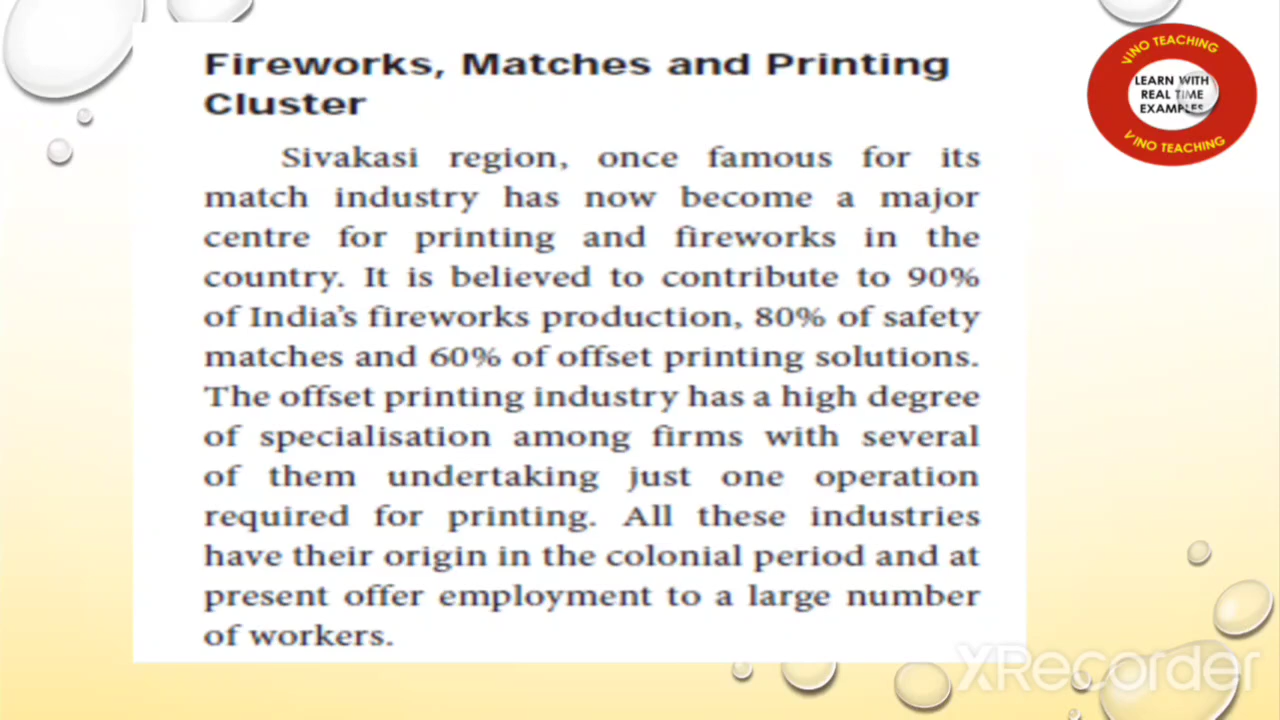 Fireworks, Matches and Printing
Cluster
Sivakasi region, once famous for its
match industry has now become a major
centre for printing and fireworks in the
country. It is believed to contribute to 90%
of India's fireworks production, 80% of safety
matches and 60% of offset printing solutions.
The offset printing industry has a high degree
of specialisation among firms with several
of them undertaking just one operation
required for printing. All these industries
have their origin in the colonial period and at
present offer employment to a large number
of workers.
VINO TEACHING
LEARN WITH
REAL TIME
EXAMPLES
VINO TEACHING
XRecorder